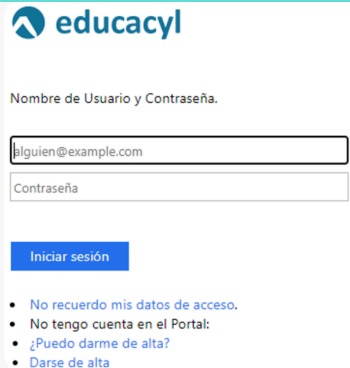 educacyl
Nombre de Usuario y Contraseña.
alguien@example.com
Contraseña
Iniciar sesión
No recuerdo mis datos de acceso.
No tengo cuenta en el Portal:
¿Puedo darme de alta?
Darse de alta